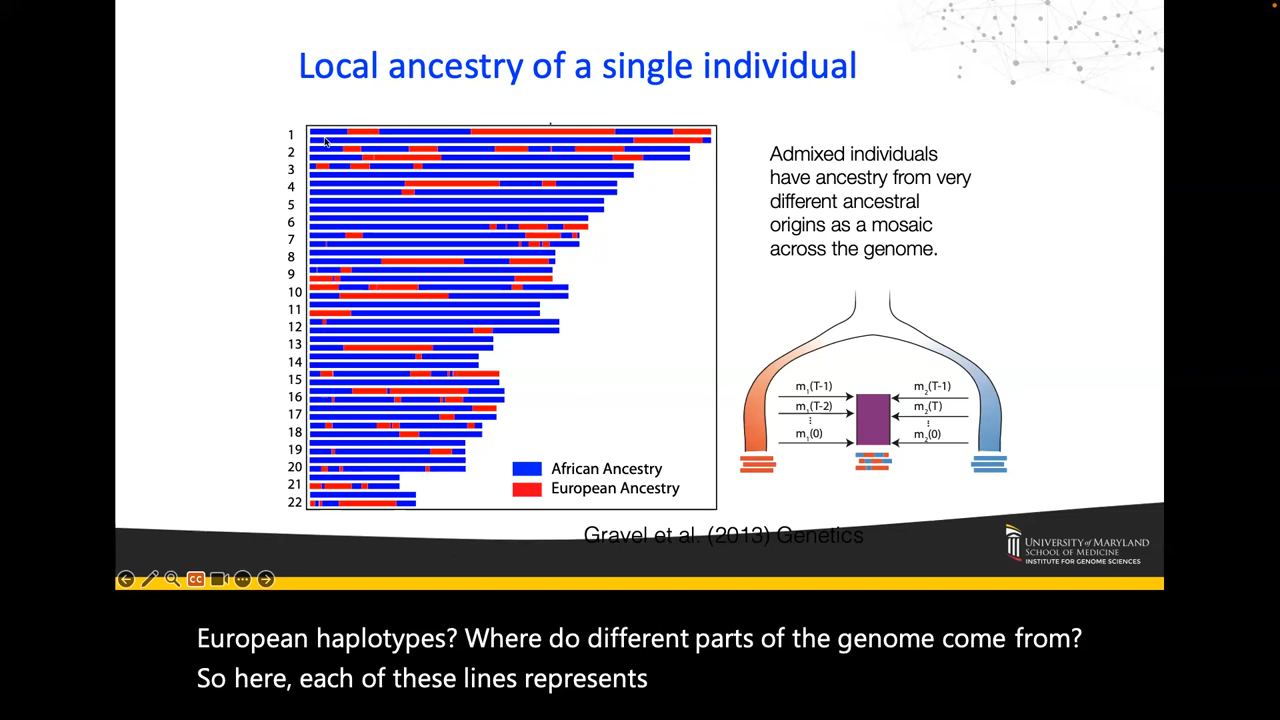 Local ancestry of a single individual
1
2
3
4
5
6
7
8
9
10
11
12
13
14
15
16
17
18
19
20
21
22
African Ancestry
European Ancestry
Admixed individuals
have ancestry from very
different ancestral
origins as a mosaic
across the genome.
m₁(T-1)
m₁(T-2)
⋮
m₁(0)
m₂(T-1)
m₂(T)
⋮
m₂(0)
Gravel et al. (2013) Genetics
UNIVERSITY of MARYLAND
SCHOOL OF MEDICINE
INSTITUTE FOR GENOME SCIENCES
CC
European haplotypes? Where do different parts of the genome come from?
So here, each of these lines represents